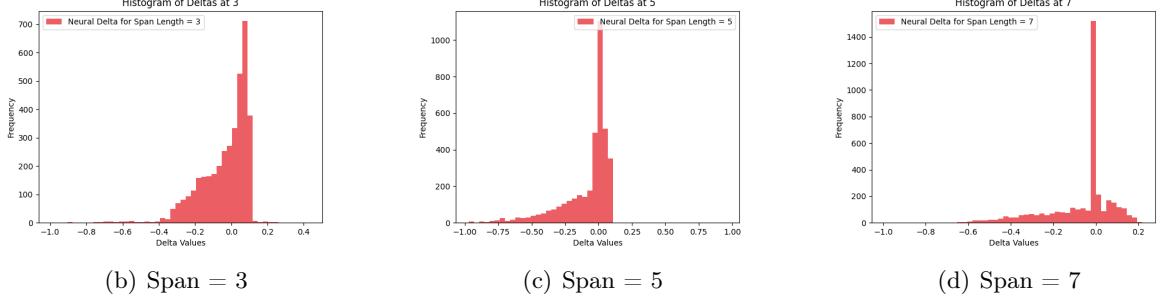 Histogram of Deltas at 3
Neural Delta for Span Length = 3
700
600
500
400
300
200
100
0
Frequency
−1.0 −0.8 −0.6 −0.4 −0.2 0.0 0.2 0.4
Delta Values
(b) Span = 3
Histogram of Deltas at 5
Neural Delta for Span Length = 5
1000
800
600
400
200
0
Frequency
−1.00 −0.75 −0.50 −0.25 0.00 0.25 0.50 0.75 1.00
Delta Values
(c) Span = 5
Histogram of Deltas at 7
Neural Delta for Span Length = 7
1400
1200
1000
800
600
400
200
0
Frequency
−1.0 −0.8 −0.6 −0.4 −0.2 0.0 0.2
Delta Values
(d) Span = 7